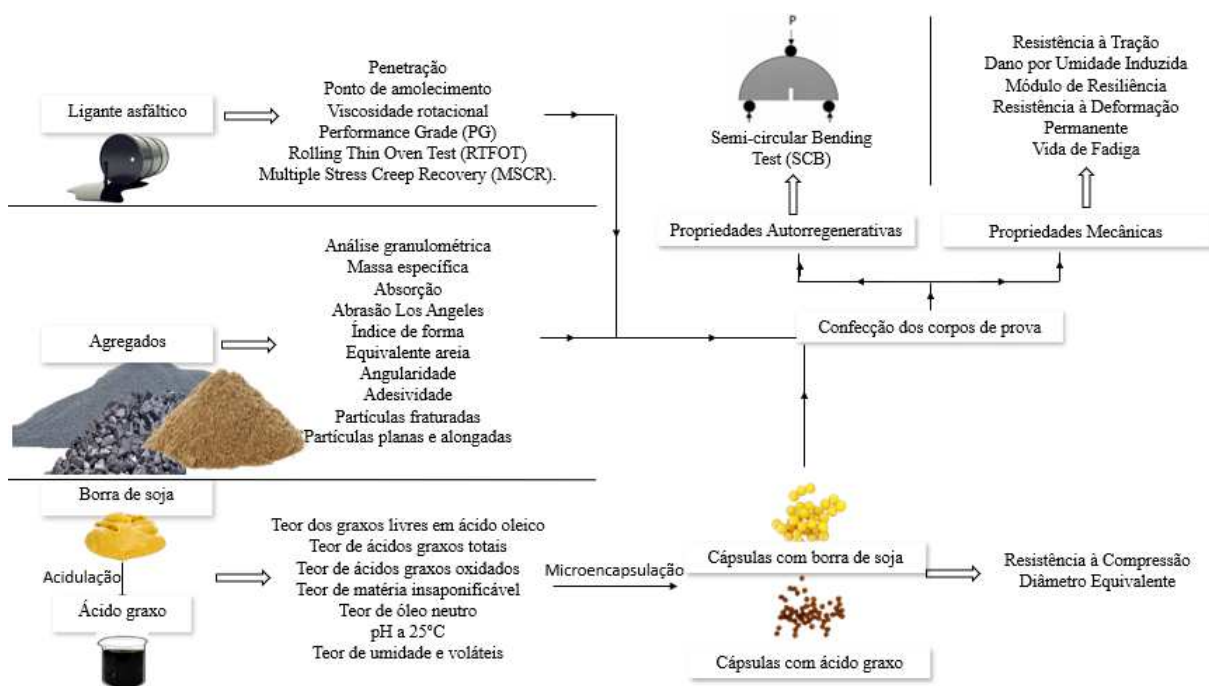 Ligante asfáltico
Penetração
Ponto de amolecimento
Viscosidade rotacional
Performance Grade (PG)
Rolling Thin Oven Test (RTFOT)
Multiple Stress Creep Recovery (MSCR).
P
Semi-circular Bending
Test (SCB)
Resistência à Tração
Dano por Umidade Induzida
Módulo de Resiliência
Resistência à Deformação
Permanente
Vida de Fadiga
Propriedades Autorregenerativas
Propriedades Mecânicas
Agregados
Análise granulométrica
Massa específica
Absorção
Abrasão Los Angeles
Índice de forma
Equivalente areia
Angularidade
Adesividade
Partículas fraturadas
Partículas planas e alongadas
Confecção dos corpos de prova
Borra de soja
Acidulação
Ácido graxo
Teor dos graxos livres em ácido oleico
Teor de ácidos graxos totais
Teor de ácidos graxos oxidados
Teor de matéria insaponificável
Teor de óleo neutro
pH a 25°C
Teor de umidade e voláteis
Microencapsulação
Cápsulas com borra de soja
Cápsulas com ácido graxo
Resistência à Compressão
Diâmetro Equivalente